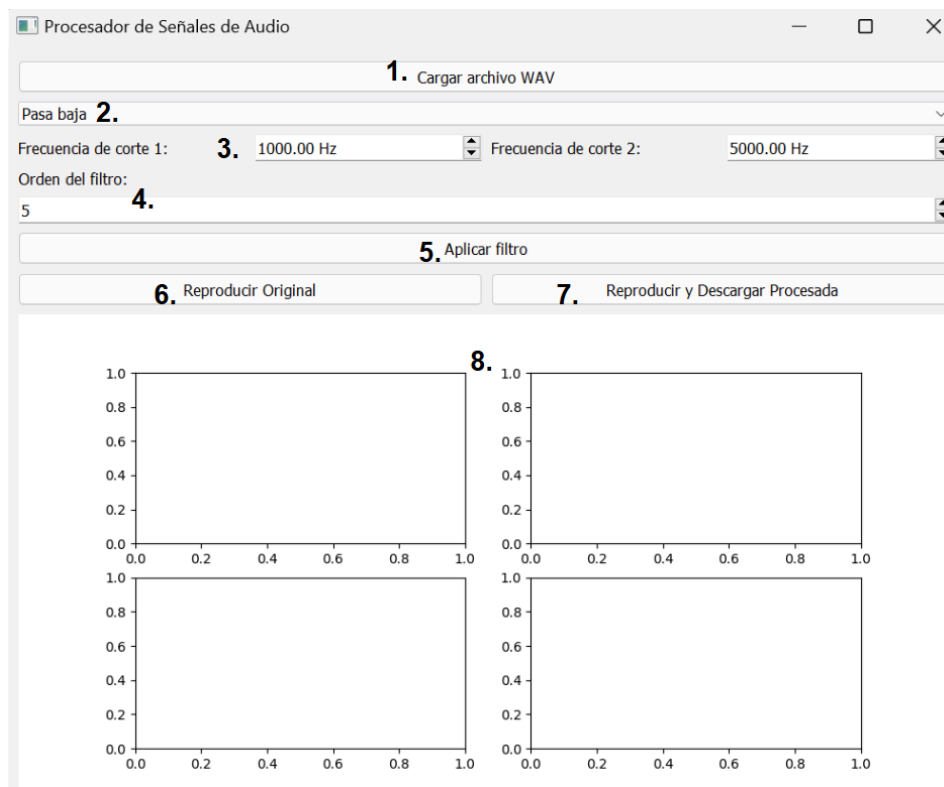 Procesador de Señales de Audio
1. Cargar archivo WAV
Pasa baja 2.
Frecuencia de corte 1: 3. 1000.00 Hz Frecuencia de corte 2: 5000.00 Hz
Orden del filtro:
4.
5
5. Aplicar filtro
6. Reproducir Original 7. Reproducir y Descargar Procesada
8.
1.0 1.0
0.8 0.8
0.6 0.6
0.4 0.4
0.2 0.2
0.0 0.0
0.0 0.2 0.4 0.6 0.8 1.0 0.0 0.2 0.4 0.6 0.8 1.0
1.0 1.0
0.8 0.8
0.6 0.6
0.4 0.4
0.2 0.2
0.0 0.0
0.0 0.2 0.4 0.6 0.8 1.0 0.0 0.2 0.4 0.6 0.8 1.0